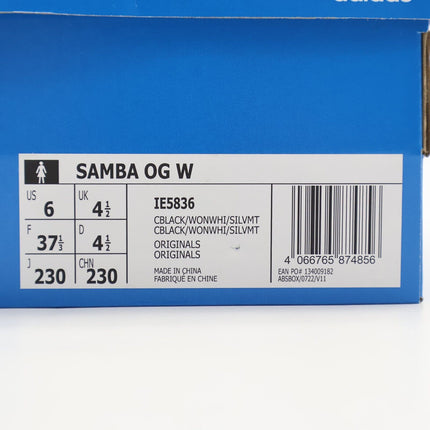 adidas
SAMBA OG W
US 6 UK 4½
F 37⅓ D 4½
J 230 CHN 230
IE5836
CBLACK/WONWHI/SILVMT
CBLACK/WONWHI/SILVMT
ORIGINALS
ORIGINALS
MADE IN CHINA
FABRIQUÉ EN CHINE
4 066765 874856
EAN PO# 134009182
ABSBOX/0722/V11